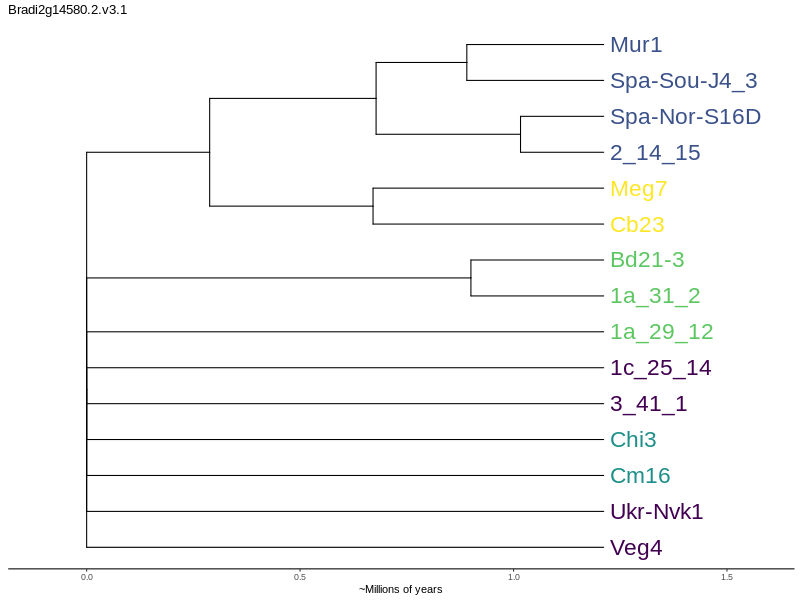 Bradi2g14580.2.v3.1
Mur1
Spa-Sou-J4_3
Spa-Nor-S16D
2_14_15
Meg7
Cb23
Bd21-3
1a_31_2
1a_29_12
1c_25_14
3_41_1
Chi3
Cm16
Ukr-Nvk1
Veg4
0.0 0.5 1.0 1.5
~Millions of years